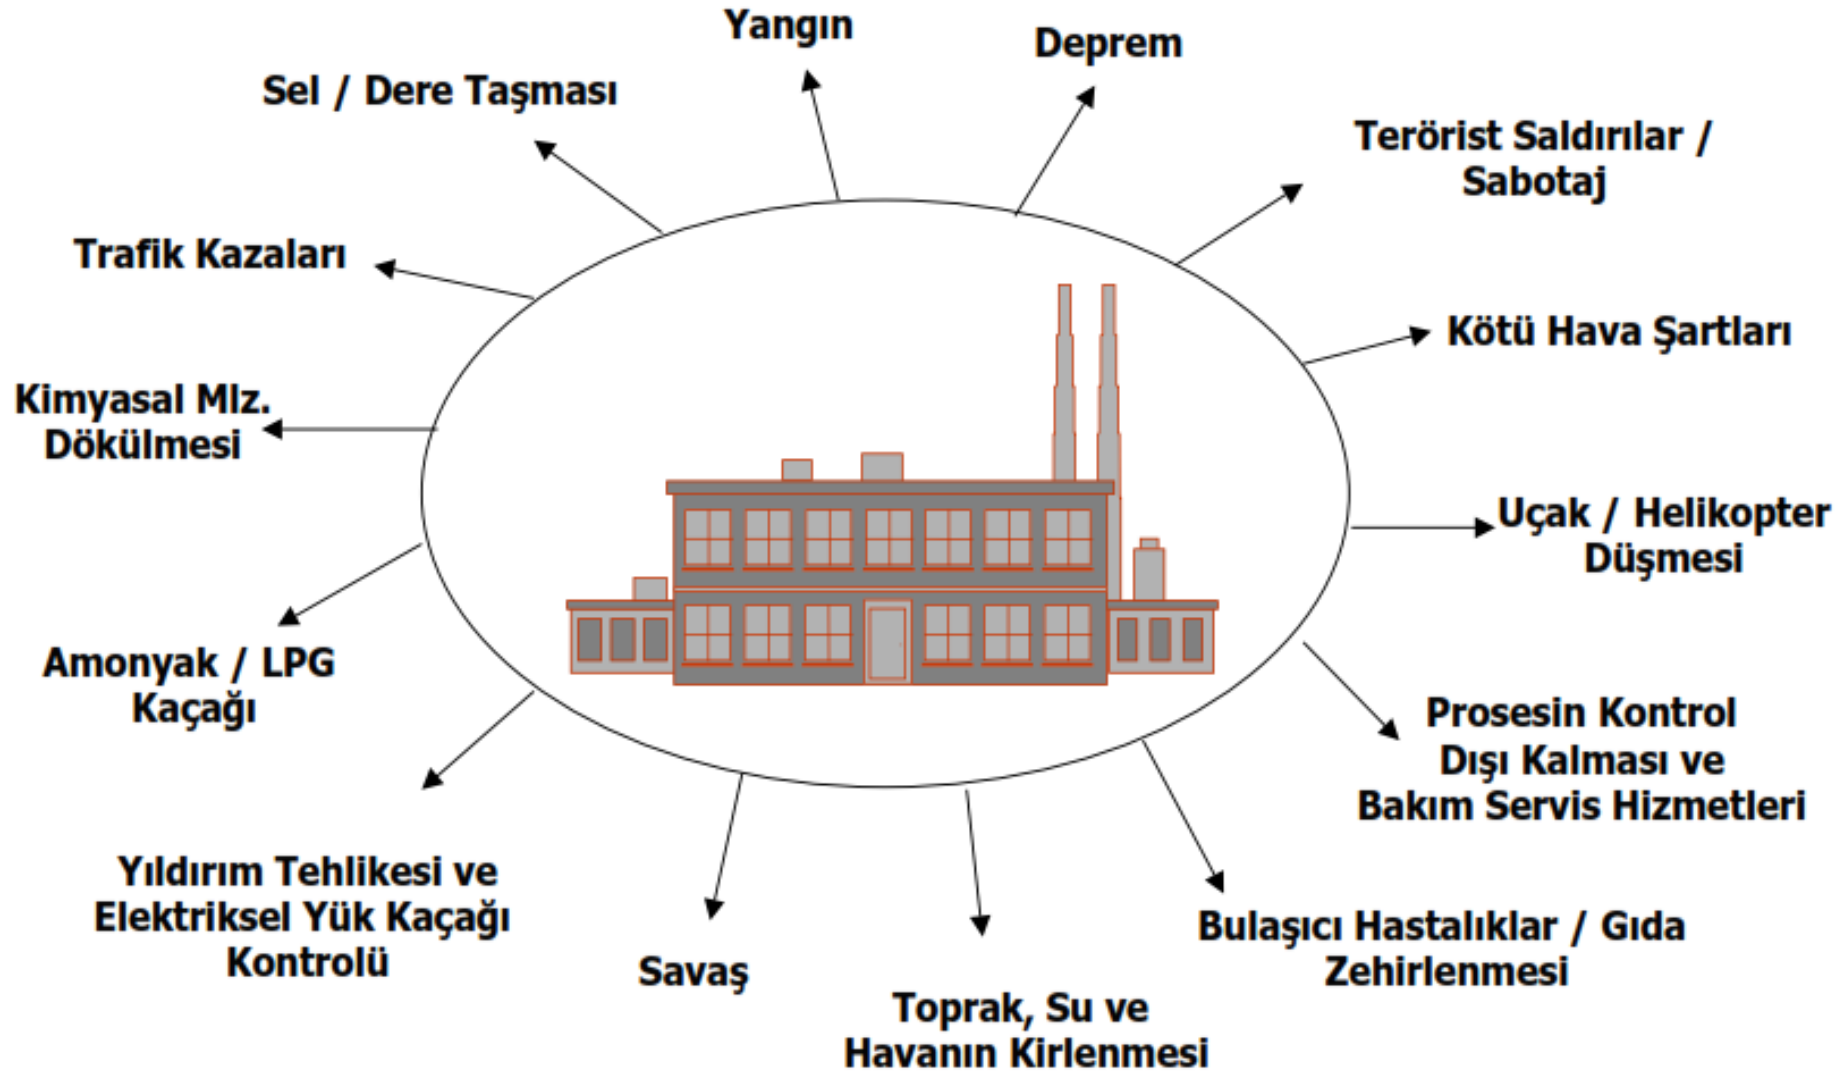 Yangın
Deprem
Sel / Dere Taşması
Terörist Saldırılar /
Sabotaj
Trafik Kazaları
Kötü Hava Şartları
Kimyasal Mlz.
Dökülmesi
Uçak / Helikopter
Düşmesi
Amonyak / LPG
Kaçağı
Prosesin Kontrol
Dışı Kalması ve
Bakım Servis Hizmetleri
Yıldırım Tehlikesi ve
Elektriksel Yük Kaçağı
Kontrolü
Savaş
Toprak, Su ve
Havanın Kirlenmesi
Bulaşıcı Hastalıklar / Gıda
Zehirlenmesi